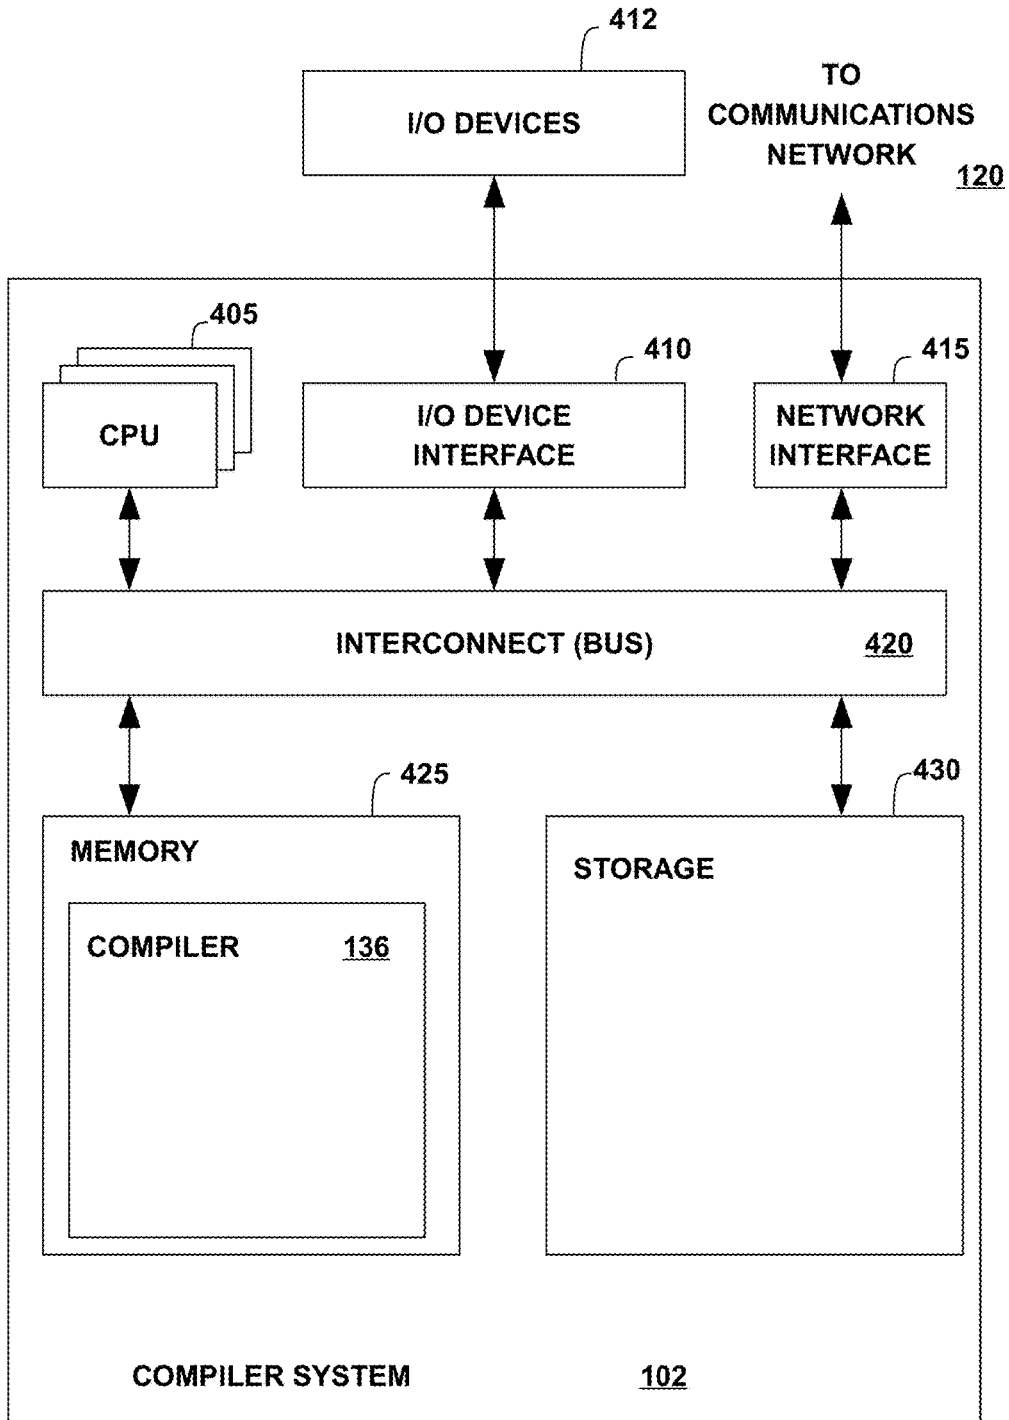 412
I/O DEVICES
TO
COMMUNICATIONS
NETWORK
120
405
CPU
410
I/O DEVICE
INTERFACE
415
NETWORK
INTERFACE
INTERCONNECT (BUS)
420
425
MEMORY
COMPILER
136
430
STORAGE
COMPILER SYSTEM
102